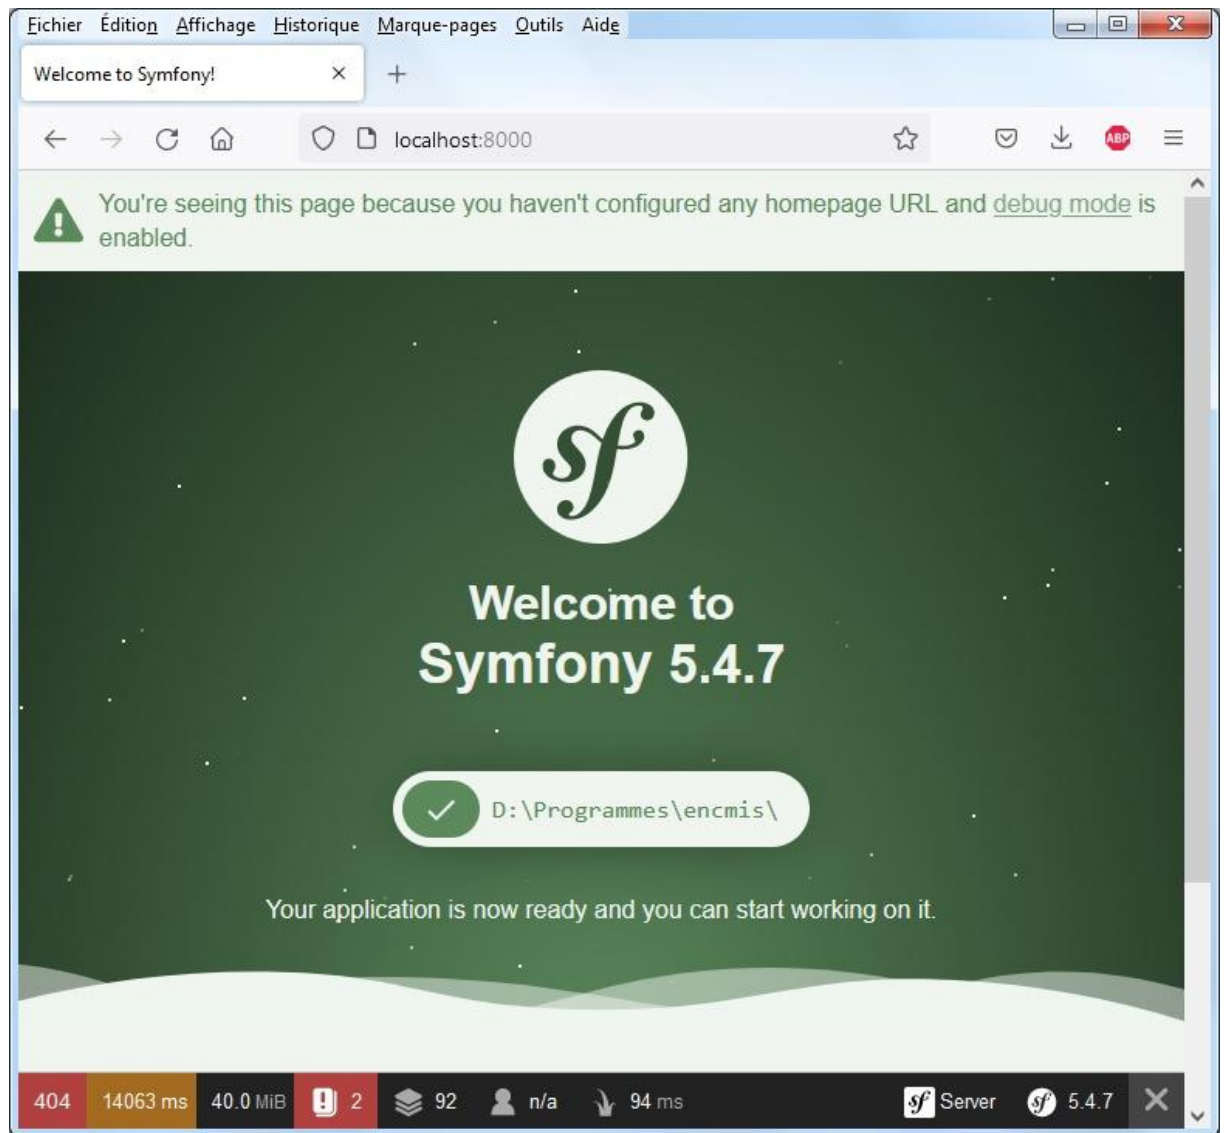 Fichier Édition Affichage Historique Marque-pages Outils Aide
Welcome to Symfony!
localhost:8000
ABP
You're seeing this page because you haven't configured any homepage URL and debug mode is
enabled.
sf
Welcome to
Symfony 5.4.7
D:\Programmes\encmis\
Your application is now ready and you can start working on it.
404 14063 ms 40.0 MiB 2 92 n/a 94 ms sf Server sf 5.4.7